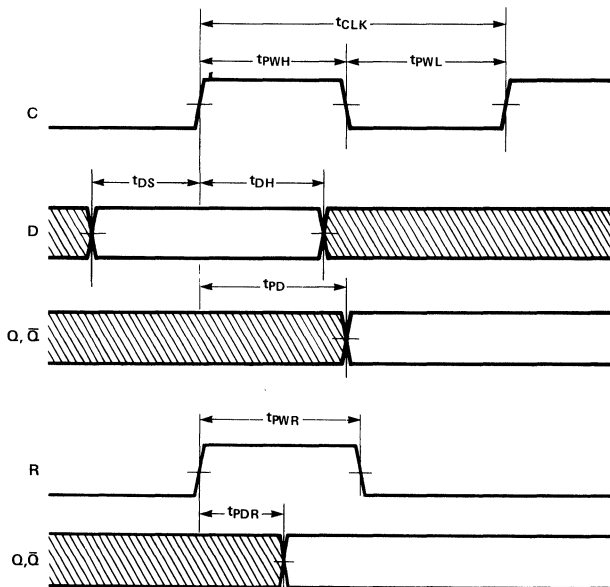 tCLK
tPWH tPWL
C
tDS tDH
D
tPD
Q, Q̅
tPWR
R
tPDR
Q,Q̅